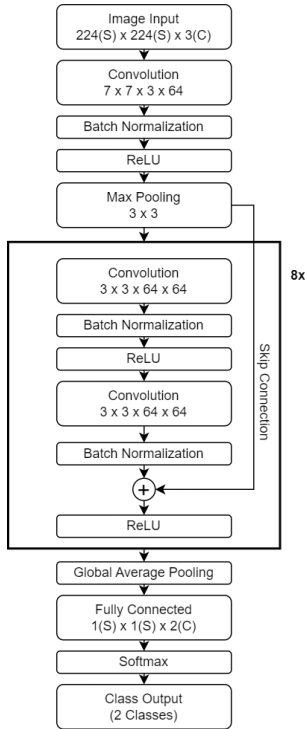 Image Input
224(S) x 224(S) x 3(C)
Convolution
7 x 7 x 3 x 64
Batch Normalization
ReLU
Max Pooling
3 x 3
8x
Convolution
3 x 3 x 64 x 64
Batch Normalization
ReLU
Convolution
3 x 3 x 64 x 64
Skip Connection
Batch Normalization
+
ReLU
Global Average Pooling
Fully Connected
1(S) x 1(S) x 2(C)
Softmax
Class Output
(2 Classes)